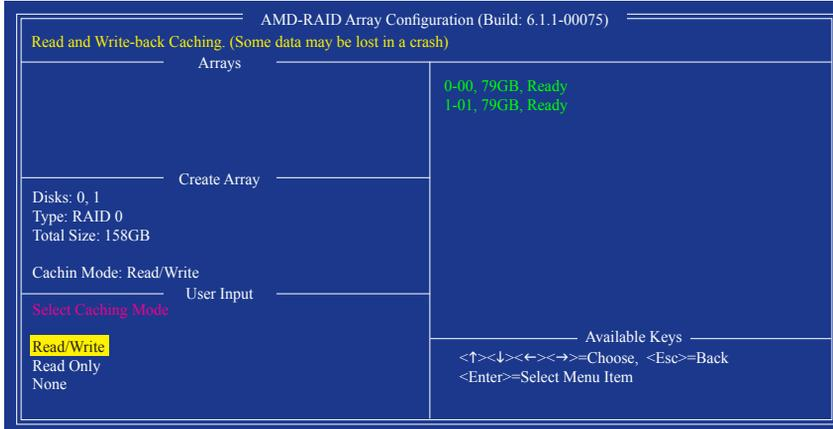 AMD-RAID Array Configuration (Build: 6.1.1-00075)
Read and Write-back Caching. (Some data may be lost in a crash)
Arrays
0-00, 79GB, Ready
1-01, 79GB, Ready
Create Array
Disks: 0, 1
Type: RAID 0
Total Size: 158GB
Cachin Mode: Read/Write
User Input
Select Caching Mode
Read/Write
Read Only
None
Available Keys
<↑><↓><←><→>=Choose, <Esc>=Back
<Enter>=Select Menu Item